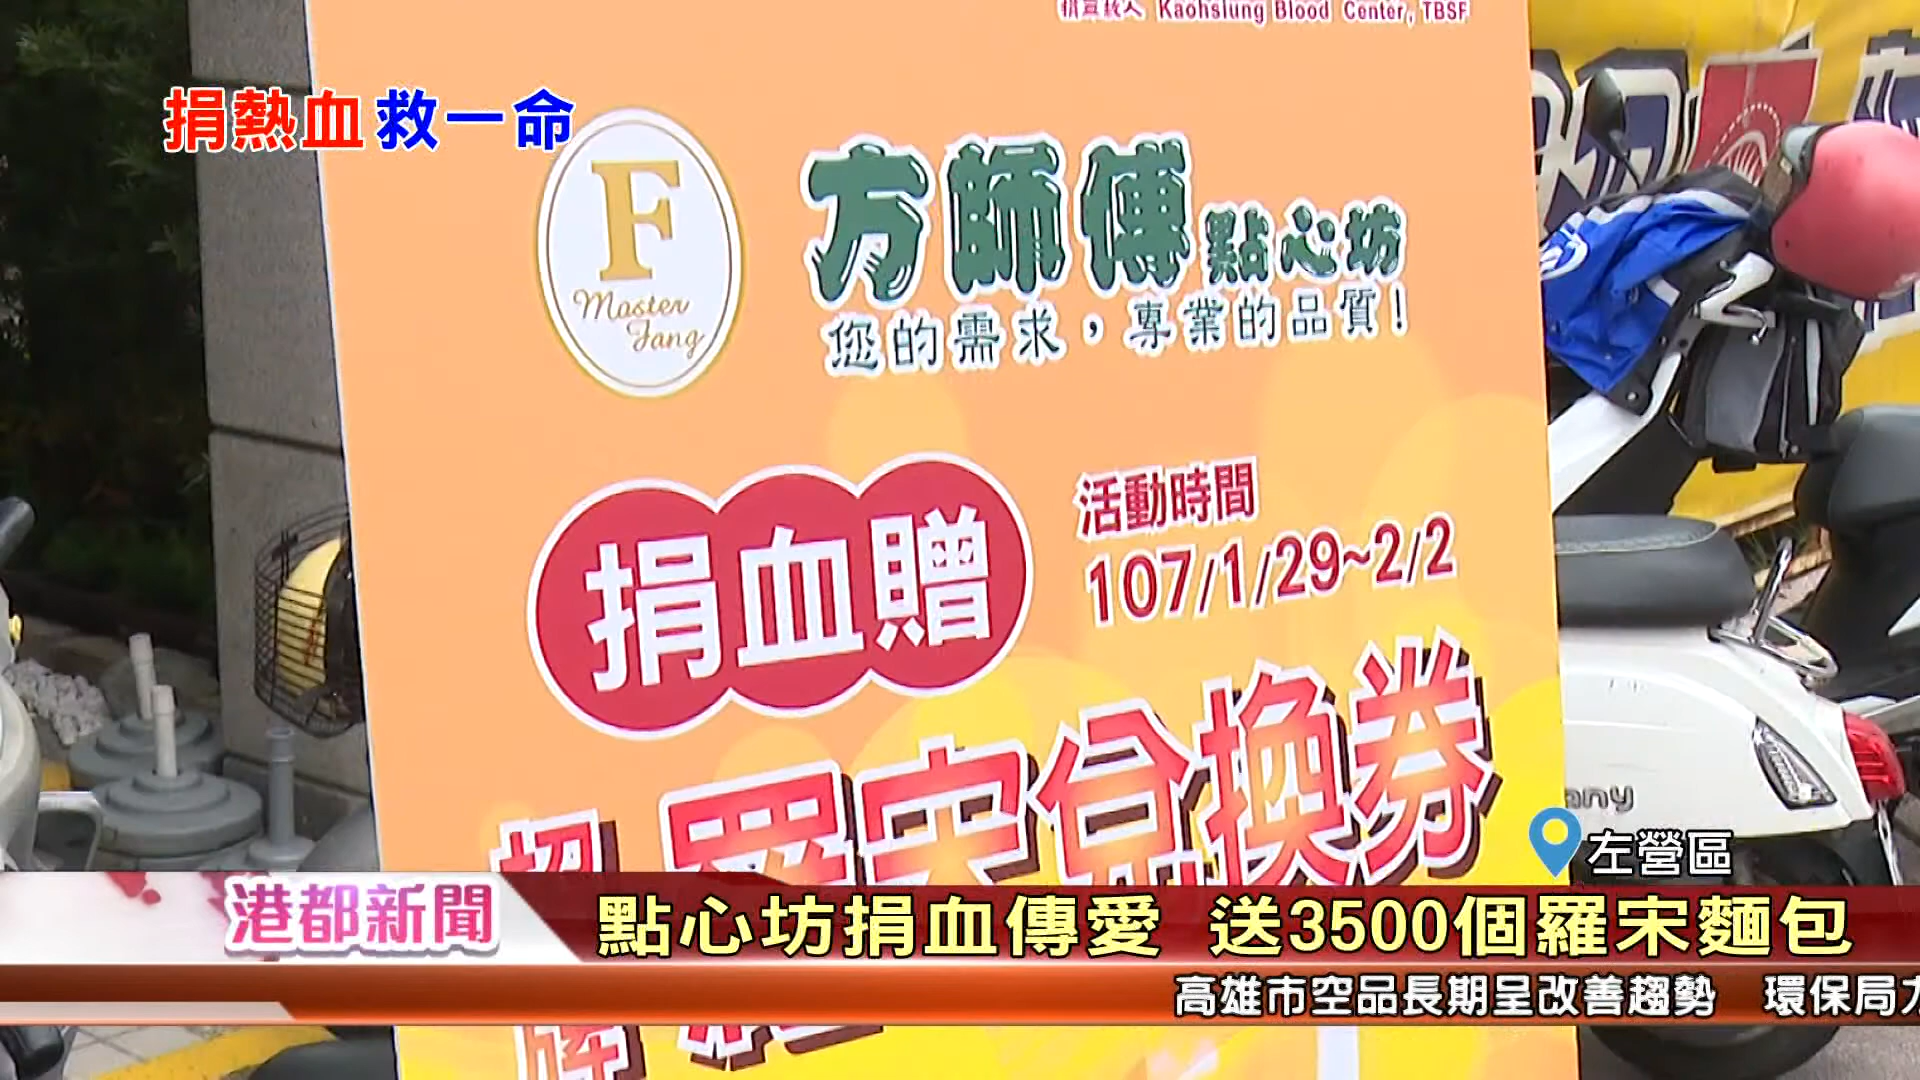 Kaohsiung Blood Center, TBSF
捐熱血救一命
F
Master
Fang
方師傅點心坊
您的需求，專業的品質！
捐血贈
活動時間
107/1/29~2/2
羅宋兌換券
左營區
港都新聞
點心坊捐血傳愛 送3500個羅宋麵包
高雄市空品長期呈改善趨勢 環保局